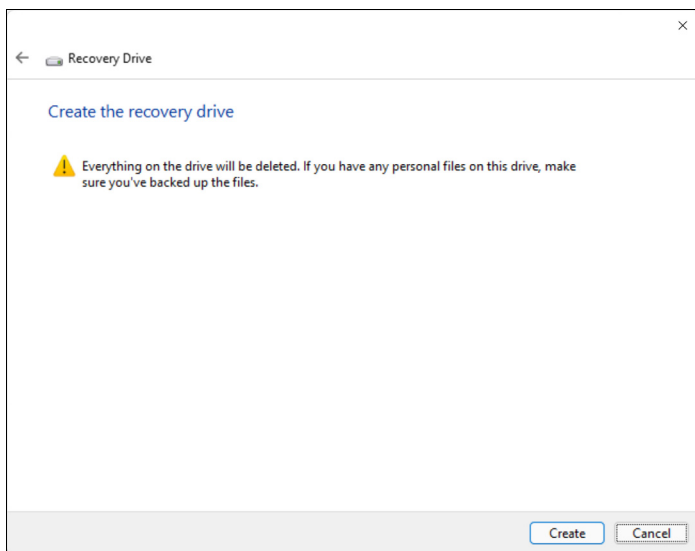 Recovery Drive
Create the recovery drive
Everything on the drive will be deleted. If you have any personal files on this drive, make
sure you've backed up the files.
Create
Cancel